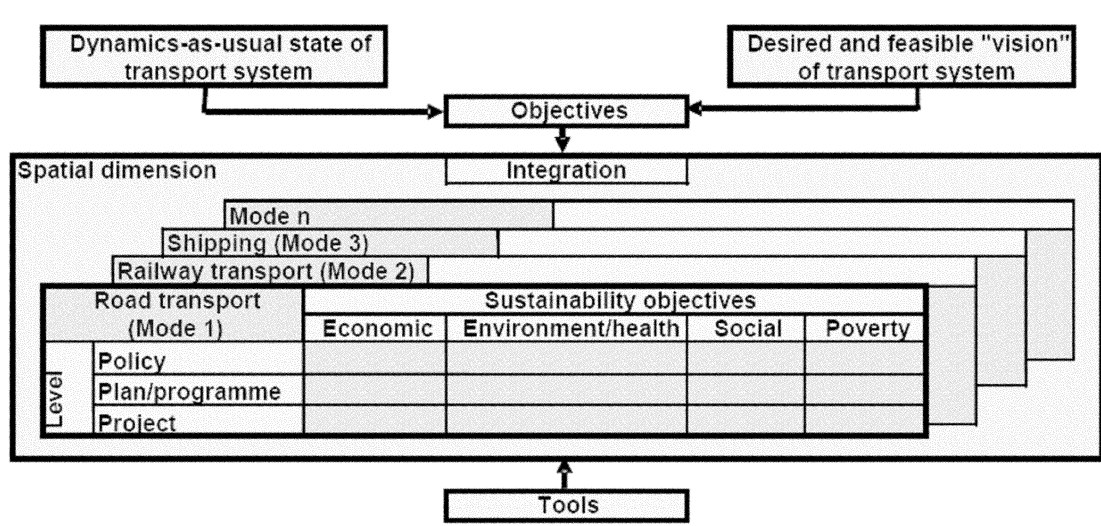 Dynamics-as-usual state of
transport system
Desired and feasible "vision"
of transport system
Objectives
Spatial dimension
Integration
Mode n
Shipping (Mode 3)
Railway transport (Mode 2)
Road transport
(Mode 1)
Sustainability objectives
Economic
Environment/health
Social
Poverty
Level
Policy
Plan/programme
Project
Tools